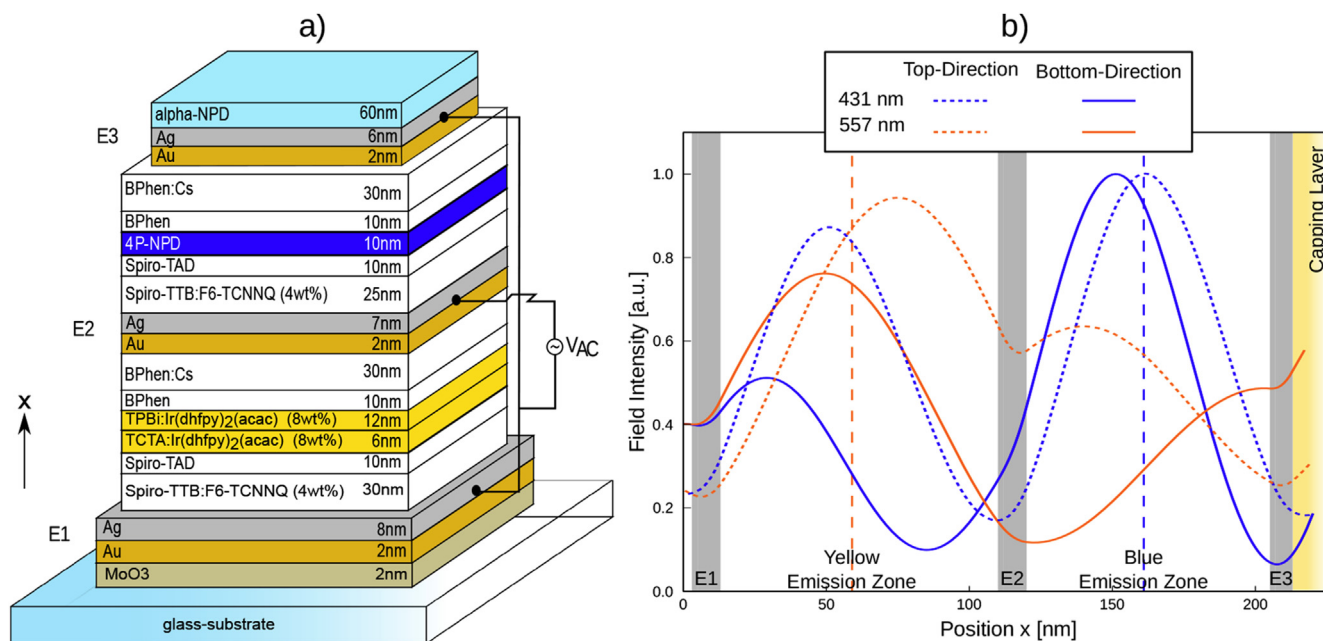 a)
alpha-NPD 60nm
E3
Ag 6nm
Au 2nm
BPhen:Cs 30nm
BPhen 10nm
4P-NPD 10nm
Spiro-TAD 10nm
Spiro-TTB:F6-TCNNQ (4wt%) 25nm
E2
Ag 7nm
Au 2nm
VAC
BPhen:Cs 30nm
BPhen 10nm
TPBi:Ir(dhfpy)2(acac) (8wt%) 12nm
TCTA:Ir(dhfpy)2(acac) (8wt%) 6nm
Spiro-TAD 10nm
Spiro-TTB:F6-TCNNQ (4wt%) 30nm
x
E1
Ag 8nm
Au 2nm
MoO3 2nm
glass-substrate
b)
Top-Direction Bottom-Direction
431 nm
557 nm
Field Intensity [a.u.]
1.0
0.8
0.6
0.4
0.2
0.0
Capping Layer
E1
Yellow
Emission Zone
E2
Blue
Emission Zone
E3
0 50 100 150 200
Position x [nm]